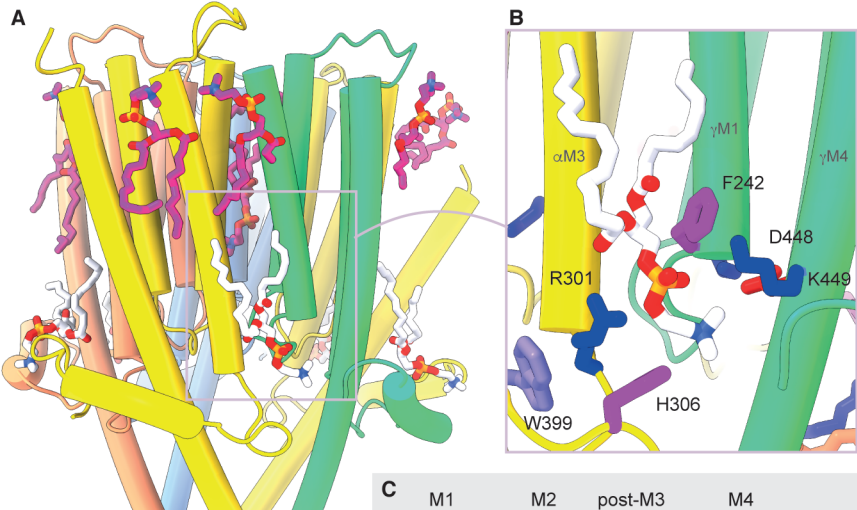 A
B
αM3
γM1
γM4
F242
D448
R301
K449
H306
W399
C
M1 M2 post-M3 M4